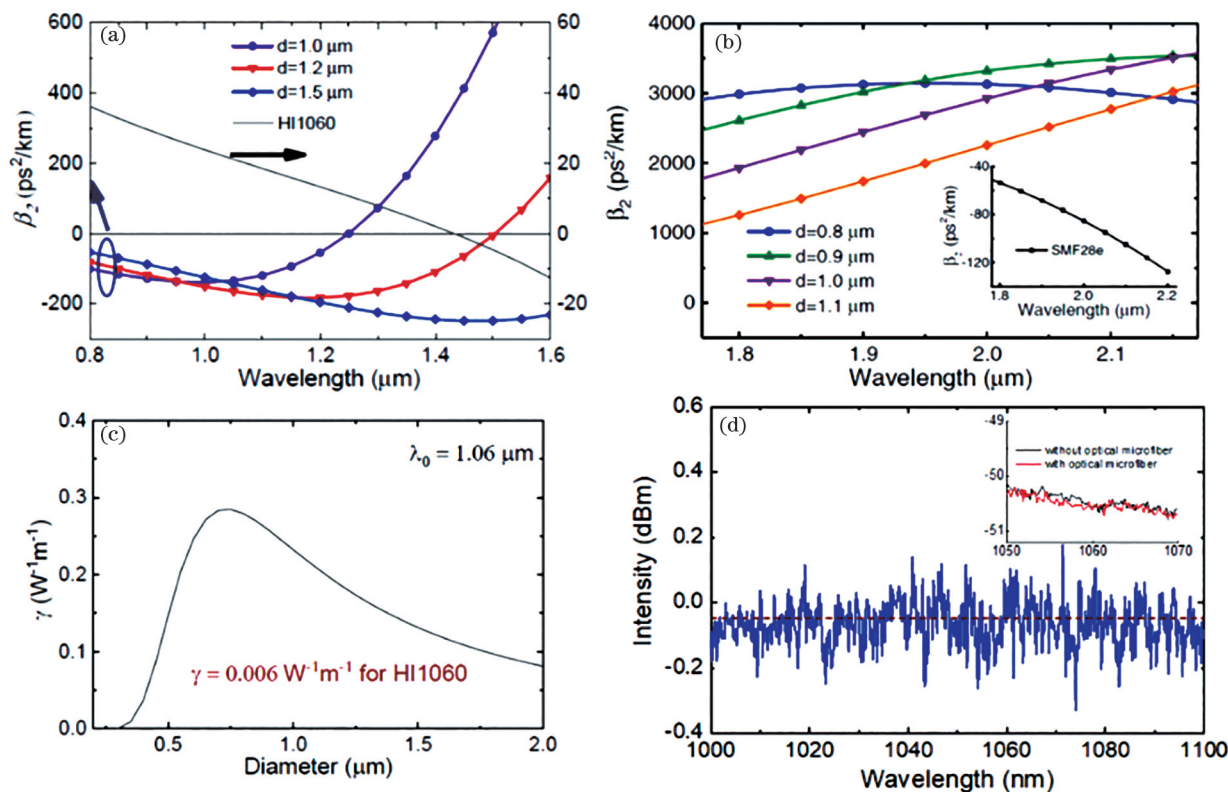 (a)
d=1.0 μm
d=1.2 μm
d=1.5 μm
HI1060
600
400
200
0
-200
60
40
20
0
-20
β2 (ps²/km)
0.8 1.0 1.2 1.4 1.6
Wavelength (μm)
(b)
4000
3000
2000
1000
0
β2 (ps²/km)
d=0.8 μm
d=0.9 μm
d=1.0 μm
d=1.1 μm
-40
-80
-120
β2 (ps²/km)
SMF28e
1.8 2.0 2.2
Wavelength (μm)
1.8 1.9 2.0 2.1
Wavelength (μm)
(c)
λ0 = 1.06 μm
0.4
0.3
0.2
0.1
0.0
γ (W⁻¹m⁻¹)
γ = 0.006 W⁻¹m⁻¹ for HI1060
0.5 1.0 1.5 2.0
Diameter (μm)
(d)
0.6
0.4
0.2
0.0
-0.2
-0.4
Intensity (dBm)
-49
-50
-51
without optical microfiber
with optical microfiber
1050 1060 1070
1000 1020 1040 1060 1080 1100
Wavelength (nm)